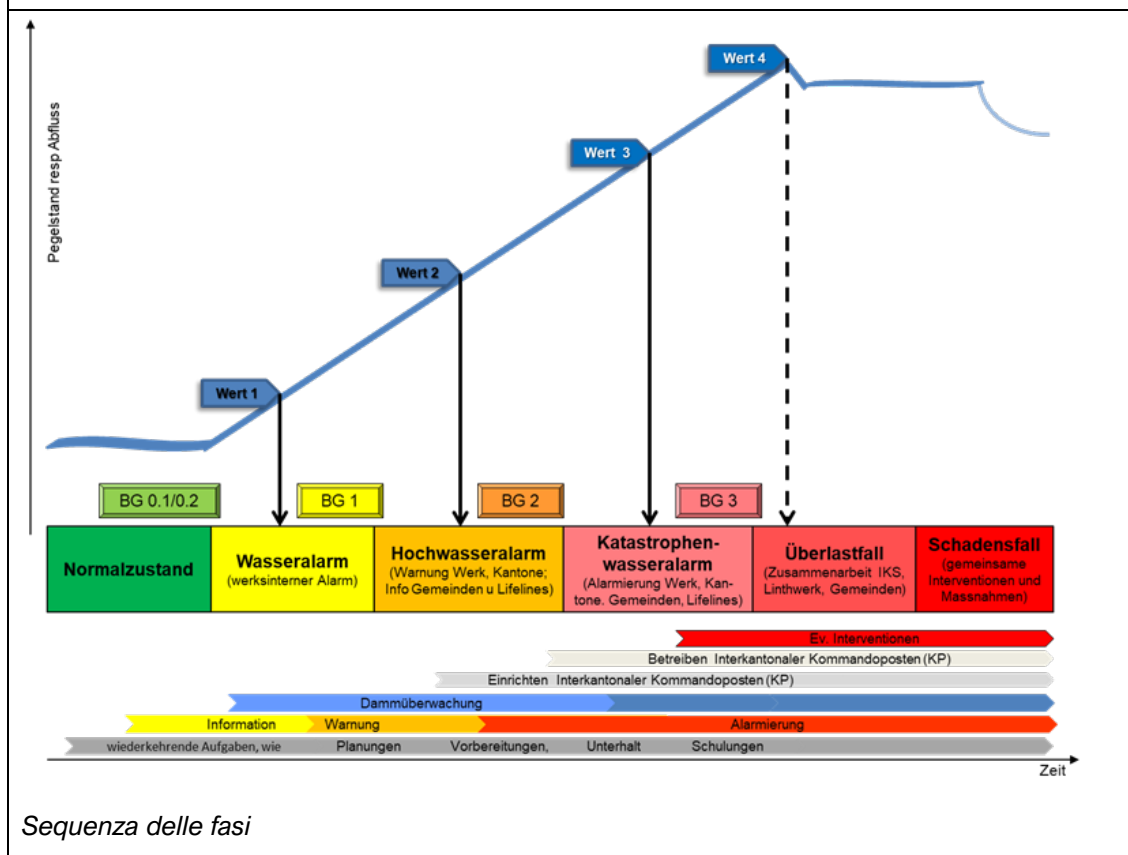 Pegelstand resp Abfluss
Wert 4
Wert 3
Wert 2
Wert 1
BG 0.1/0.2
BG 1
BG 2
BG 3
Normalzustand
Wasseralarm
(werksinterner Alarm)
Hochwasseralarm
(Warnung Werk, Kantone;
Info Gemeinden u Lifelines)
Katastrophen-
wasseralarm
(Alarmierung Werk, Kan-
tone. Gemeinden, Lifelines)
Überlastfall
(Zusammenarbeit IKS,
Linthwerk, Gemeinden)
Schadensfall
(gemeinsame
Interventionen und
Massnahmen)
Ev. Interventionen
Betreiben Interkantonaler Kommandoposten (KP)
Einrichten Interkantonaler Kommandoposten (KP)
Dammüberwachung
Information Warnung Alarmierung
wiederkehrende Aufgaben, wie Planungen Vorbereitungen, Unterhalt Schulungen
Zeit
Sequenza delle fasi